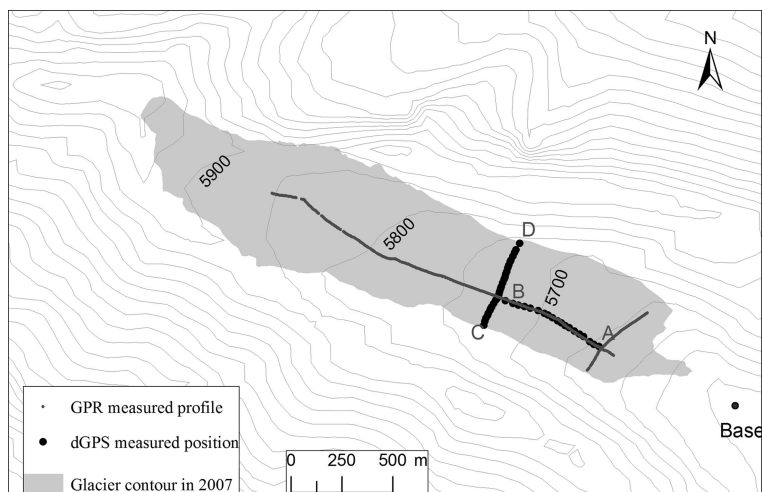 N
5900
5800
D
B
5700
C
A
GPR measured profile
dGPS measured position
Base
Glacier contour in 2007
0 250 500 m